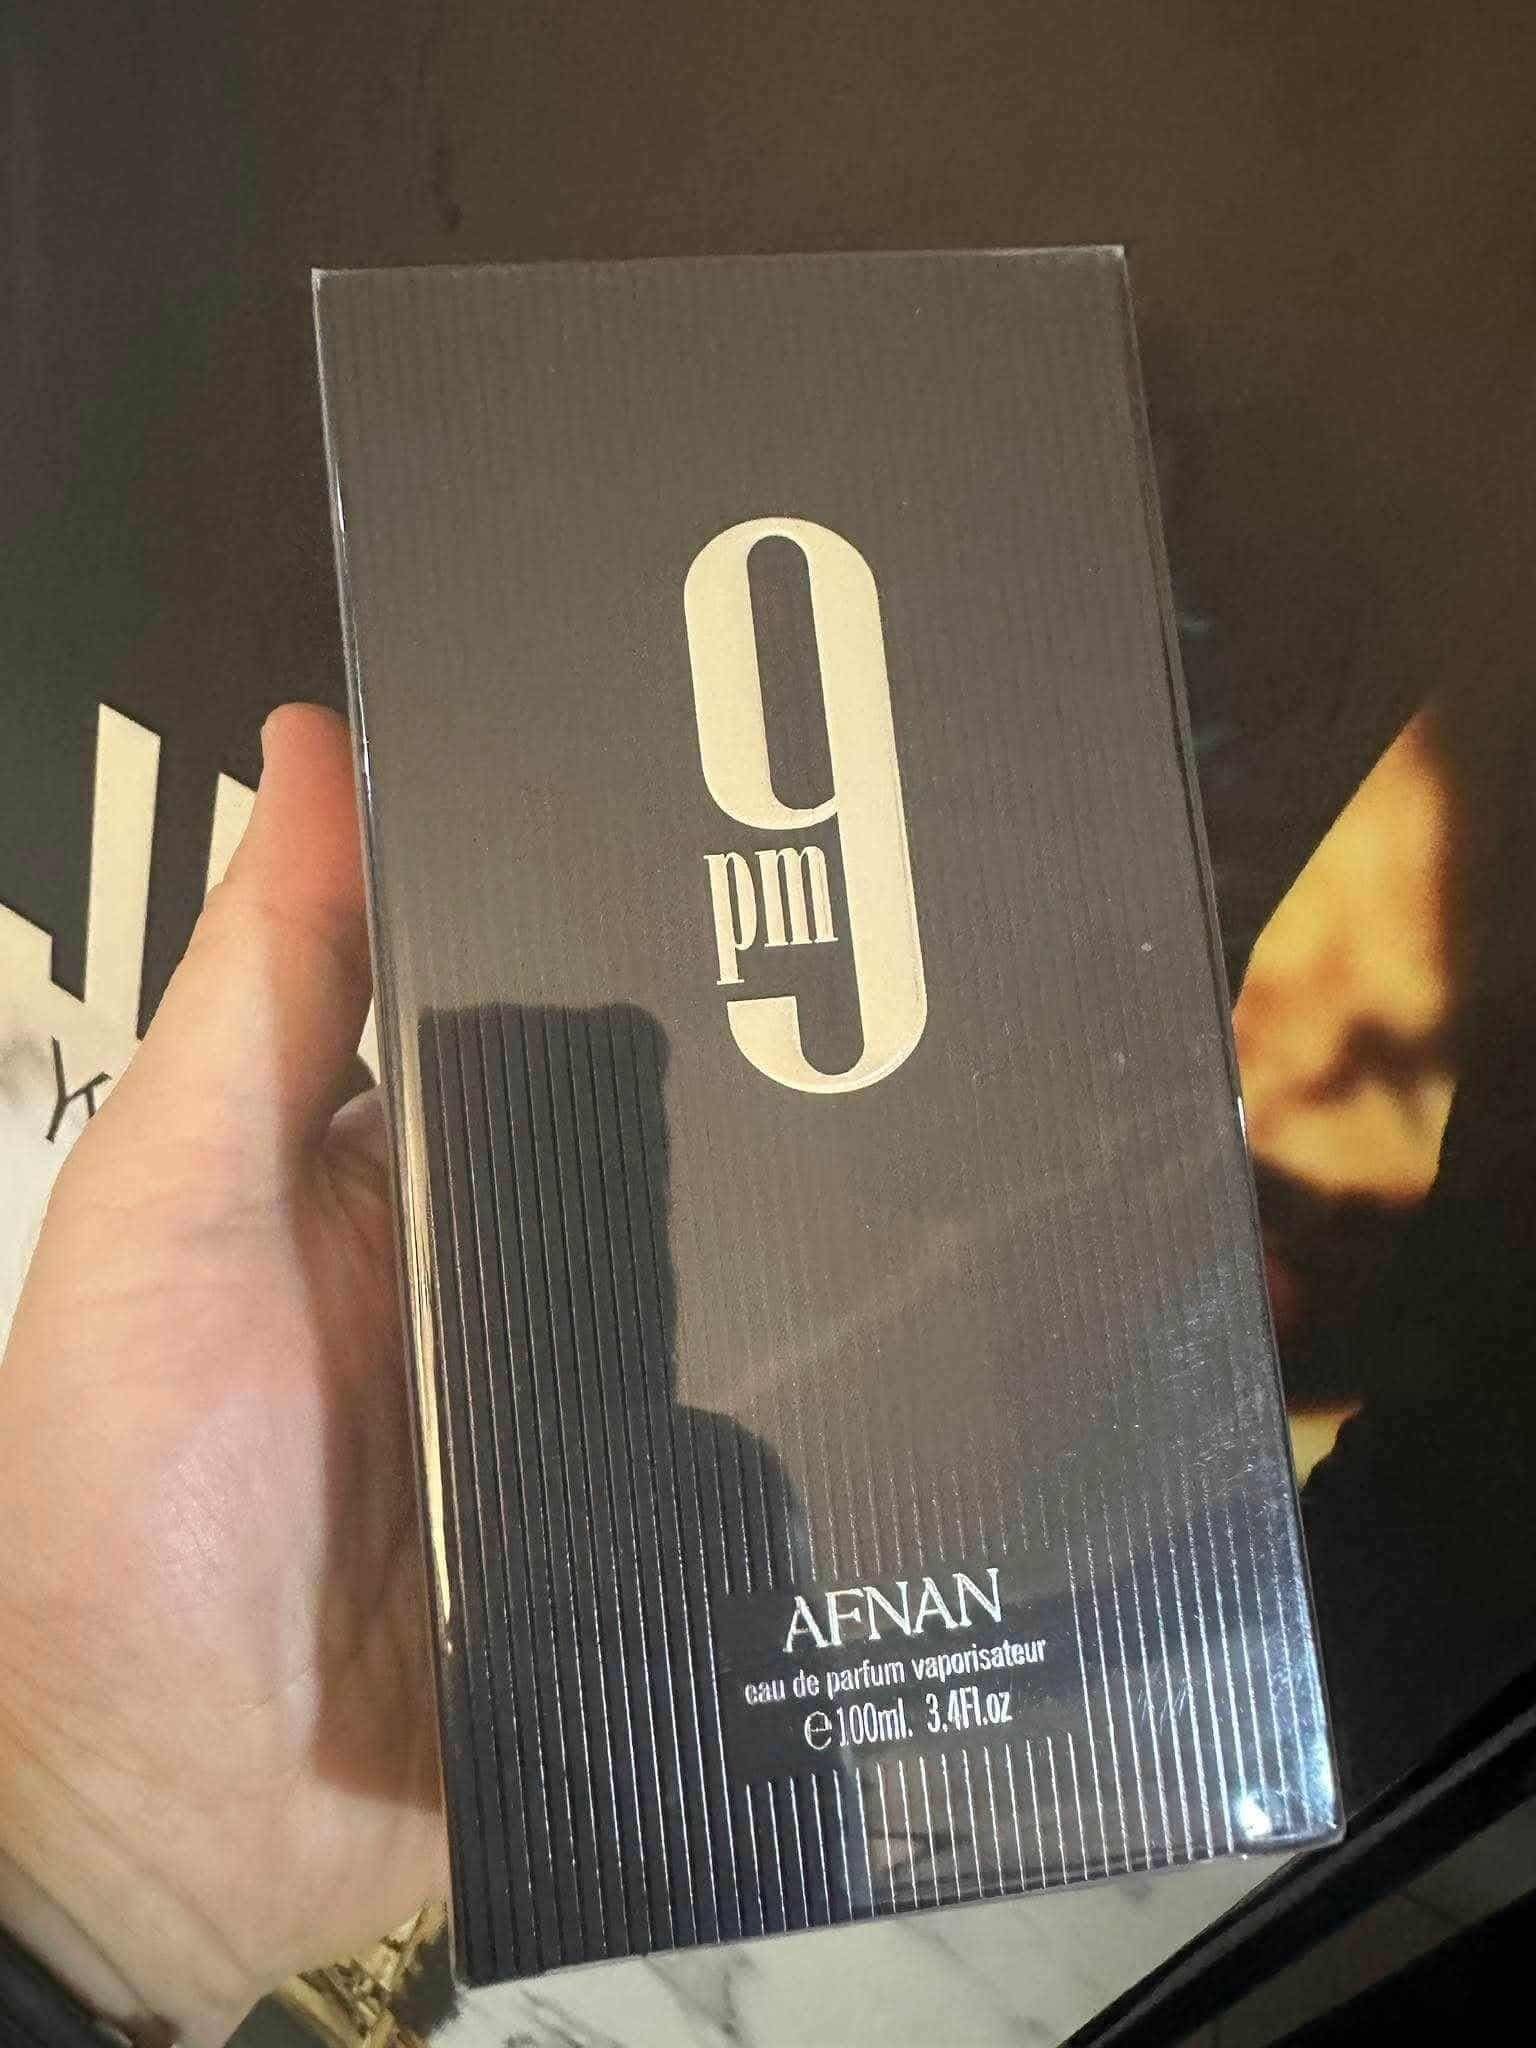 9
pm
AFNAN
eau de parfum vaporisateur
℮100ml. 3.4Fl.oz